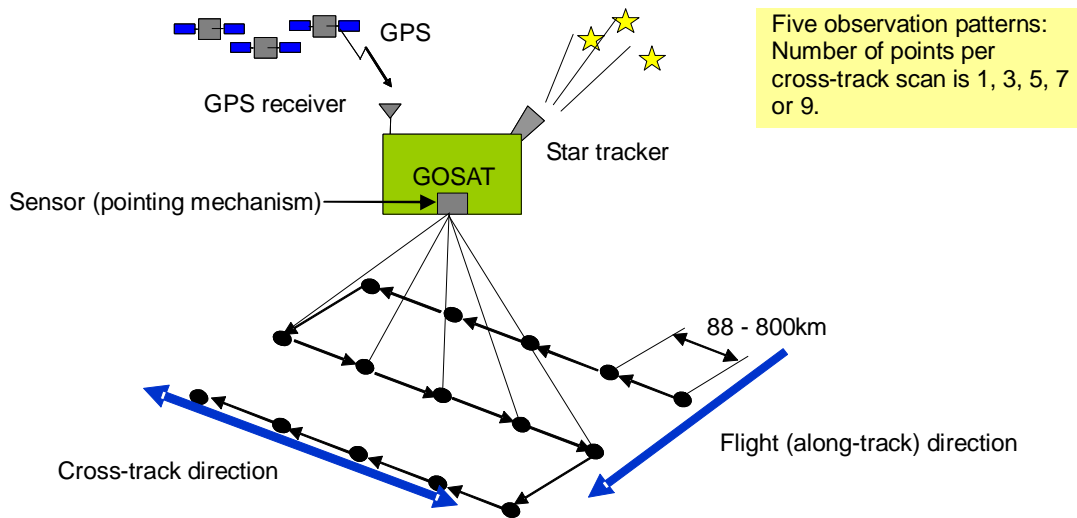 GPS
Five observation patterns:
Number of points per
cross-track scan is 1, 3, 5, 7
or 9.
GPS receiver
Star tracker
GOSAT
Sensor (pointing mechanism)
88 - 800km
Flight (along-track) direction
Cross-track direction